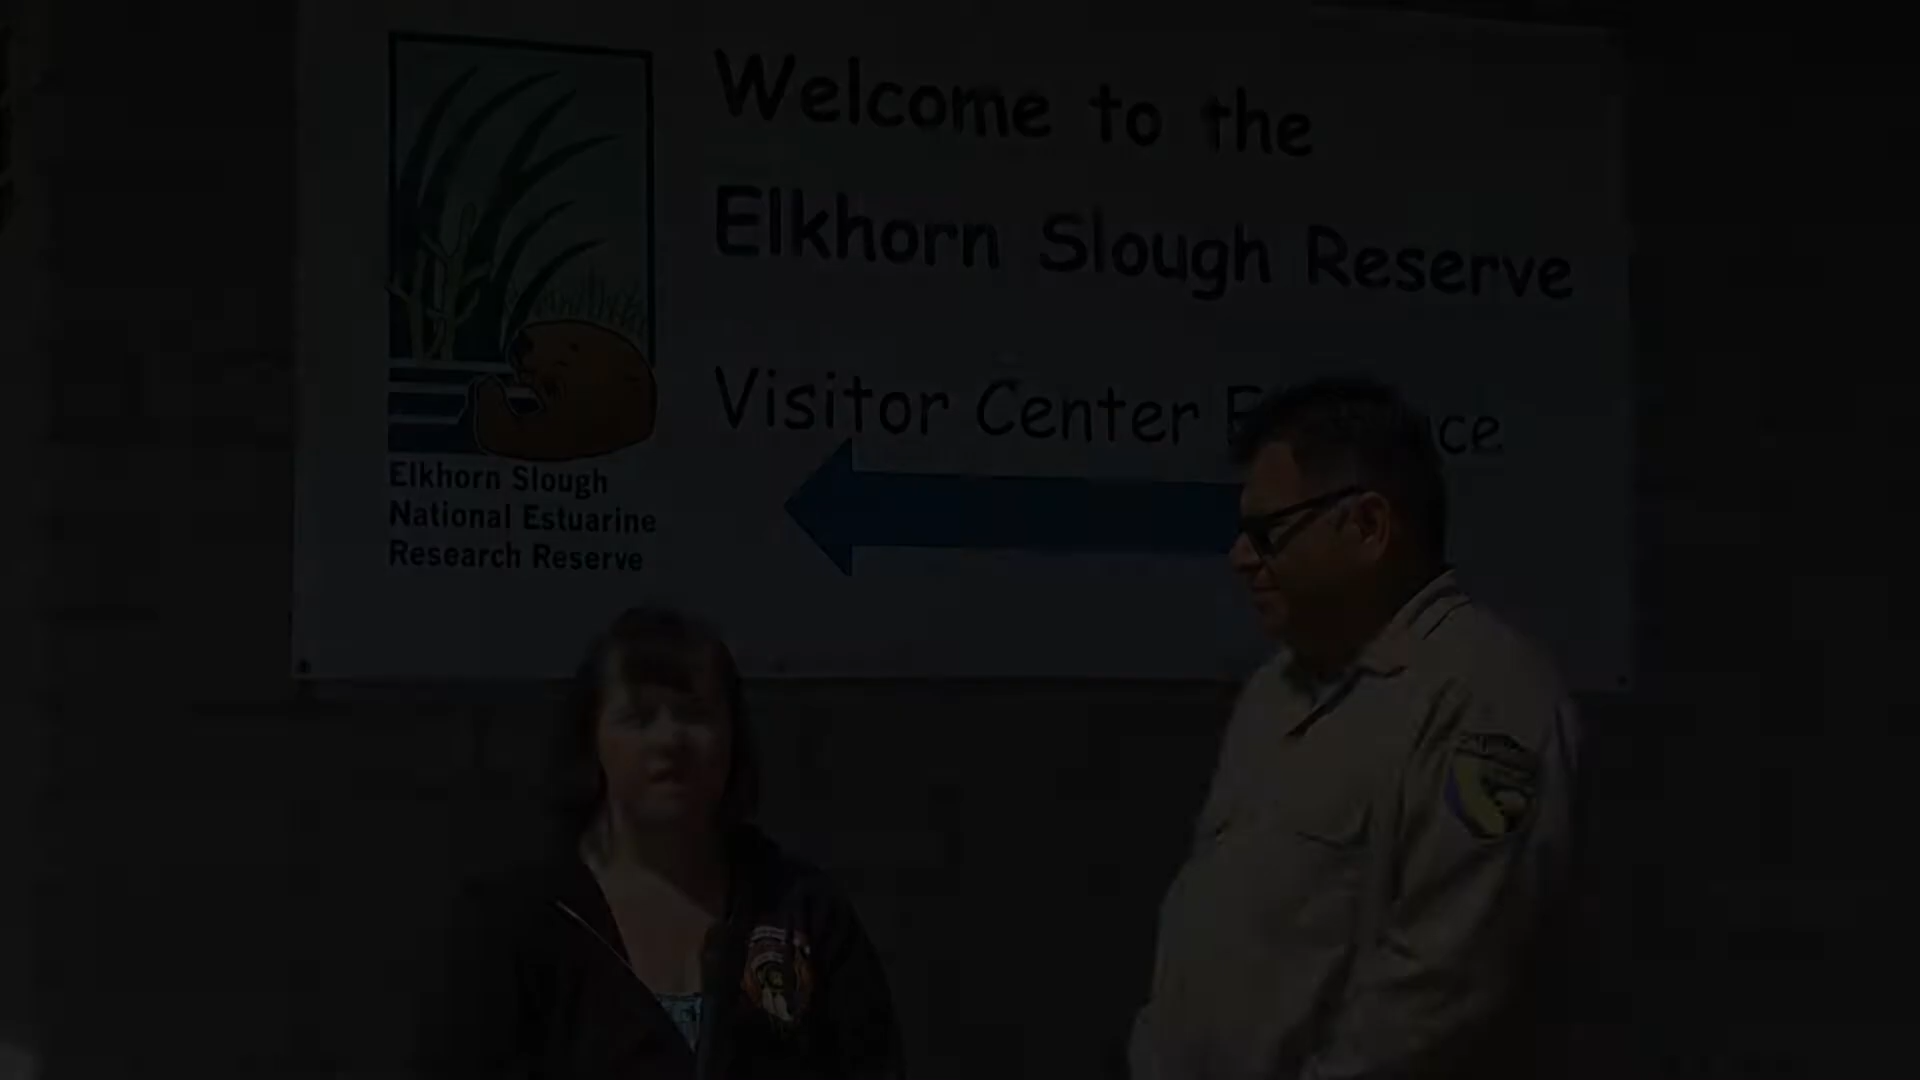 Welcome to the
Elkhorn Slough Reserve
Visitor Center
Elkhorn Slough
National Estuarine
Research Reserve